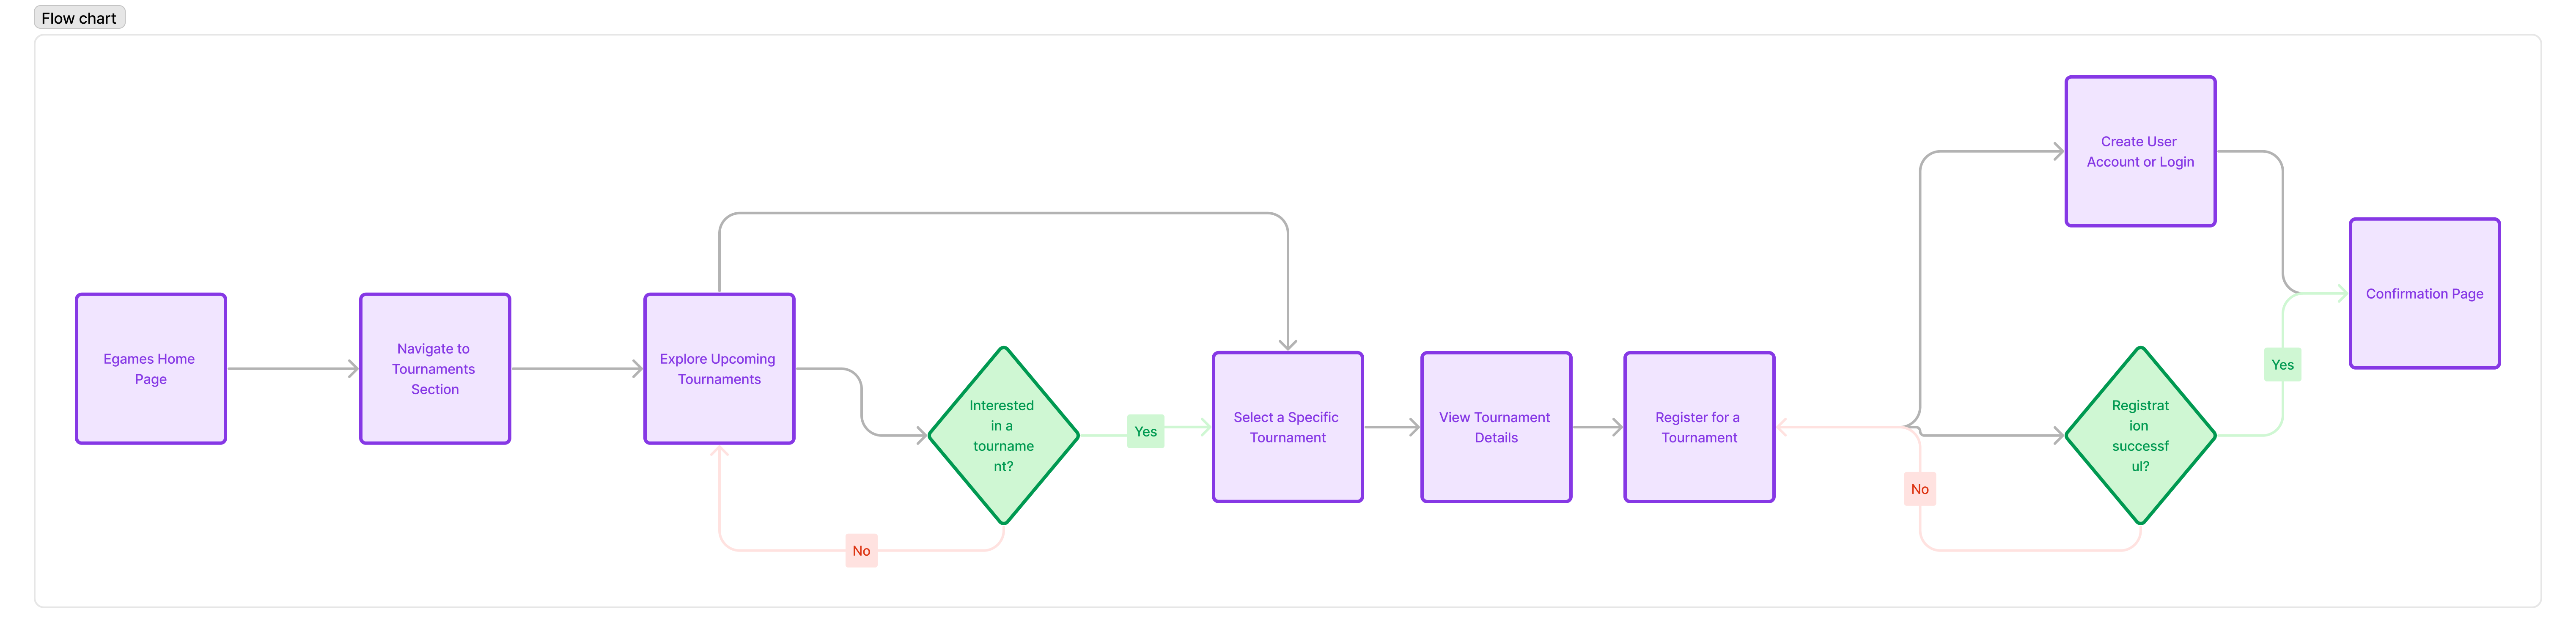 Flow chart
Egames Home
Page
Navigate to
Tournaments
Section
Explore Upcoming
Tournaments
Interested
in a
tourname
nt?
Yes
No
Select a Specific
Tournament
View Tournament
Details
Register for a
Tournament
No
Create User
Account or Login
Registrat
ion
successf
ul?
Yes
Confirmation Page